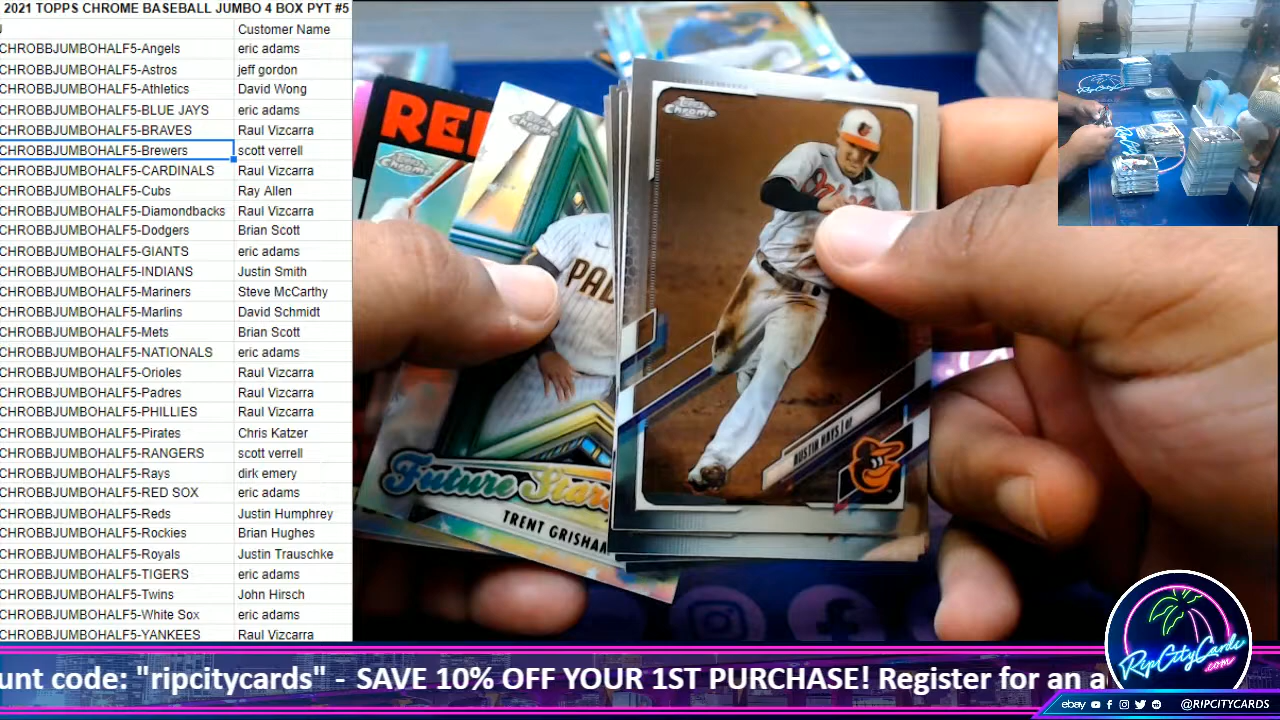 2021 TOPPS CHROME BASEBALL JUMBO 4 BOX PYT #5
Customer Name
CHROBBJUMBOHALF5-Angels eric adams
CHROBBJUMBOHALF5-Astros jeff gordon
CHROBBJUMBOHALF5-Athletics David Wong
CHROBBJUMBOHALF5-BLUE JAYS eric adams
CHROBBJUMBOHALF5-BRAVES Raul Vizcarra
CHROBBJUMBOHALF5-Brewers scott verrell
CHROBBJUMBOHALF5-CARDINALS Raul Vizcarra
CHROBBJUMBOHALF5-Cubs Ray Allen
CHROBBJUMBOHALF5-Diamondbacks Raul Vizcarra
CHROBBJUMBOHALF5-Dodgers Brian Scott
CHROBBJUMBOHALF5-GIANTS eric adams
CHROBBJUMBOHALF5-INDIANS Justin Smith
CHROBBJUMBOHALF5-Mariners Steve McCarthy
CHROBBJUMBOHALF5-Marlins David Schmidt
CHROBBJUMBOHALF5-Mets Brian Scott
CHROBBJUMBOHALF5-NATIONALS eric adams
CHROBBJUMBOHALF5-Orioles Raul Vizcarra
CHROBBJUMBOHALF5-Padres Raul Vizcarra
CHROBBJUMBOHALF5-PHILLIES Raul Vizcarra
CHROBBJUMBOHALF5-Pirates Chris Katzer
CHROBBJUMBOHALF5-RANGERS scott verrell
CHROBBJUMBOHALF5-Rays dirk emery
CHROBBJUMBOHALF5-RED SOX eric adams
CHROBBJUMBOHALF5-Reds Justin Humphrey
CHROBBJUMBOHALF5-Rockies Brian Hughes
CHROBBJUMBOHALF5-Royals Justin Trauschke
CHROBBJUMBOHALF5-TIGERS eric adams
CHROBBJUMBOHALF5-Twins John Hirsch
CHROBBJUMBOHALF5-White Sox eric adams
CHROBBJUMBOHALF5-YANKEES Raul Vizcarra
RE
Topps Chrome
Topps Chrome
PAD
Future Star
TRENT GRISHAM
Topps Chrome
AUSTIN HAYS | OF
RipCityCards
.com
unt code: "ripcitycards" - SAVE 10% OFF YOUR 1ST PURCHASE! Register for an a
ebay @RIPCITYCARDS